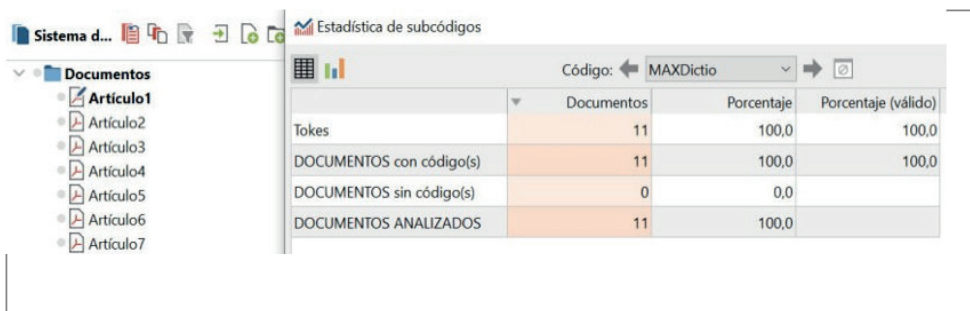 Sistema d...
Documentos
Artículo1
Artículo2
Artículo3
Artículo4
Artículo5
Artículo6
Artículo7
Estadística de subcódigos
Código: MAXDictio
Documentos Porcentaje Porcentaje (válido)
Tokes 11 100,0 100,0
DOCUMENTOS con código(s) 11 100,0 100,0
DOCUMENTOS sin código(s) 0 0,0
DOCUMENTOS ANALIZADOS 11 100,0